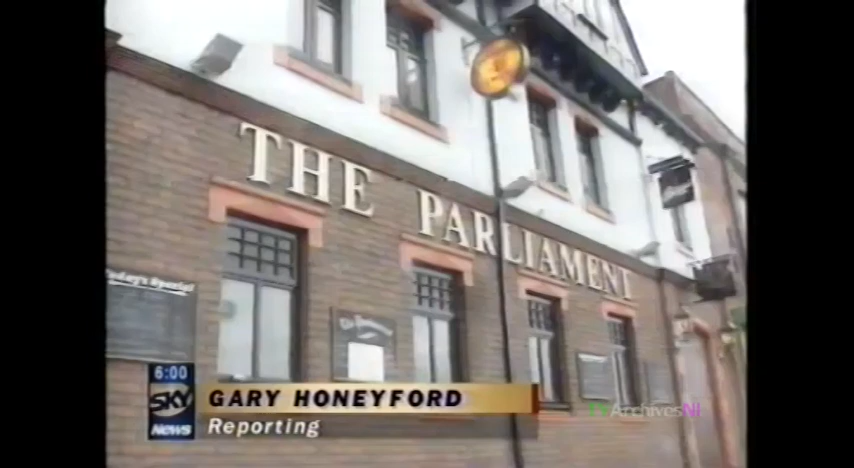 THE PARLIAMENT
Today's Special
6:00
SKY
News
GARY HONEYFORD
Reporting
TVArchivesNI